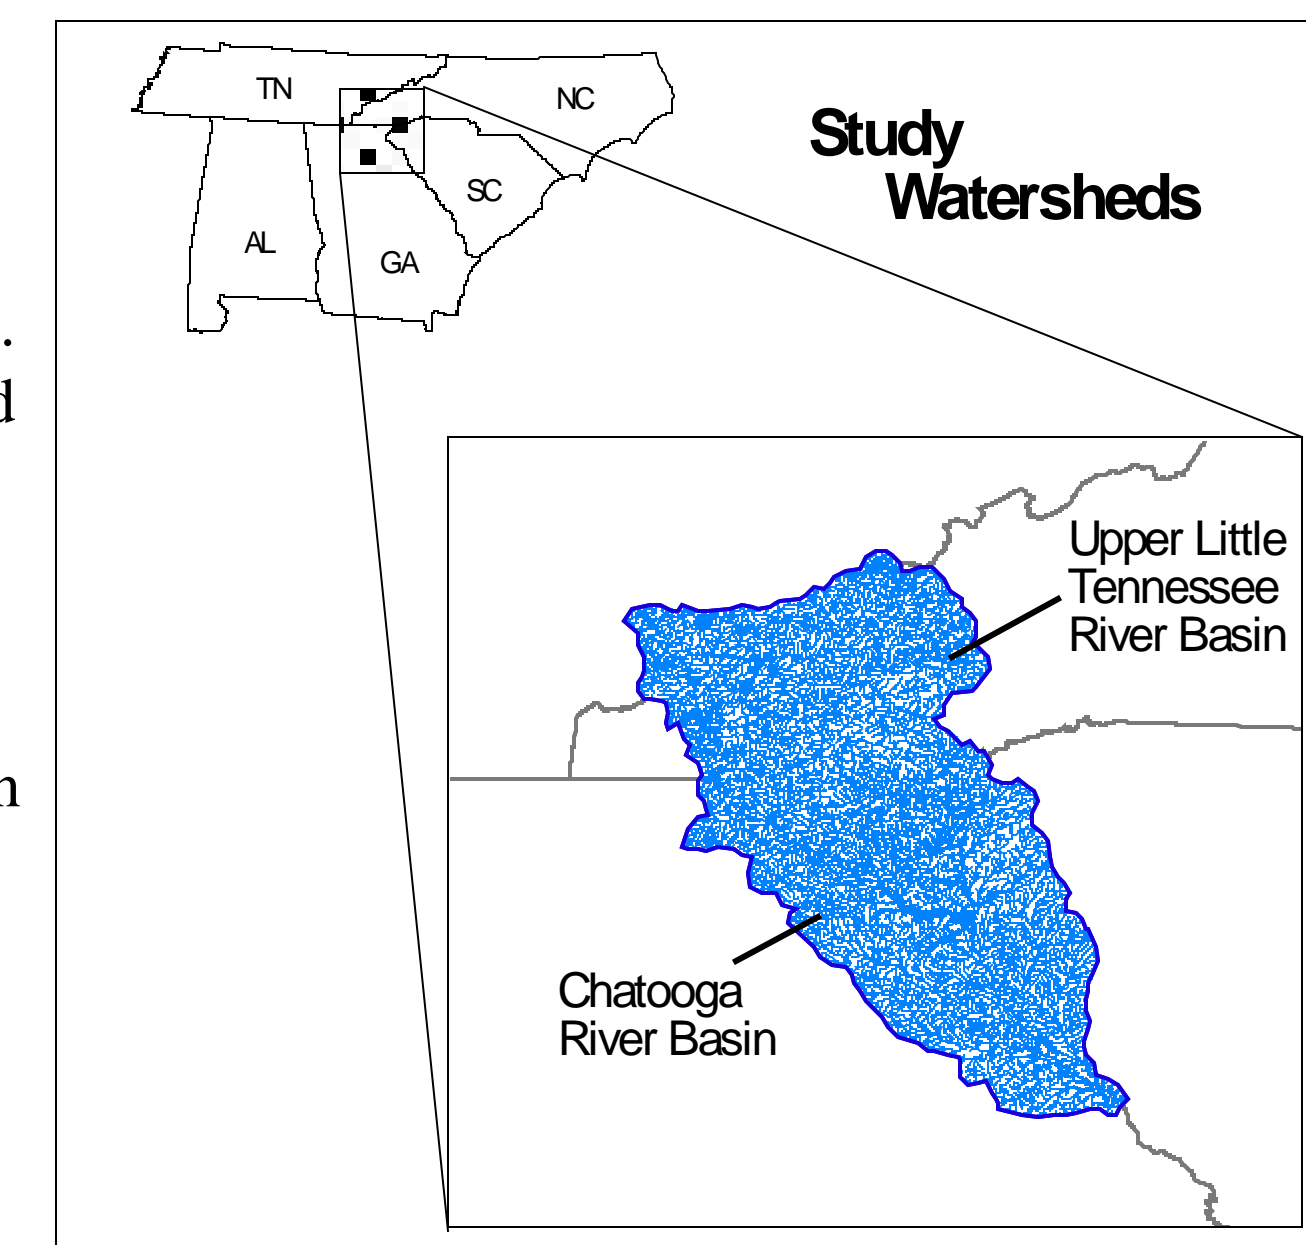 TN
NC
Study
Watersheds
SC
AL
GA
.
d
Upper Little
Tennessee
River Basin
n
Chatooga
River Basin